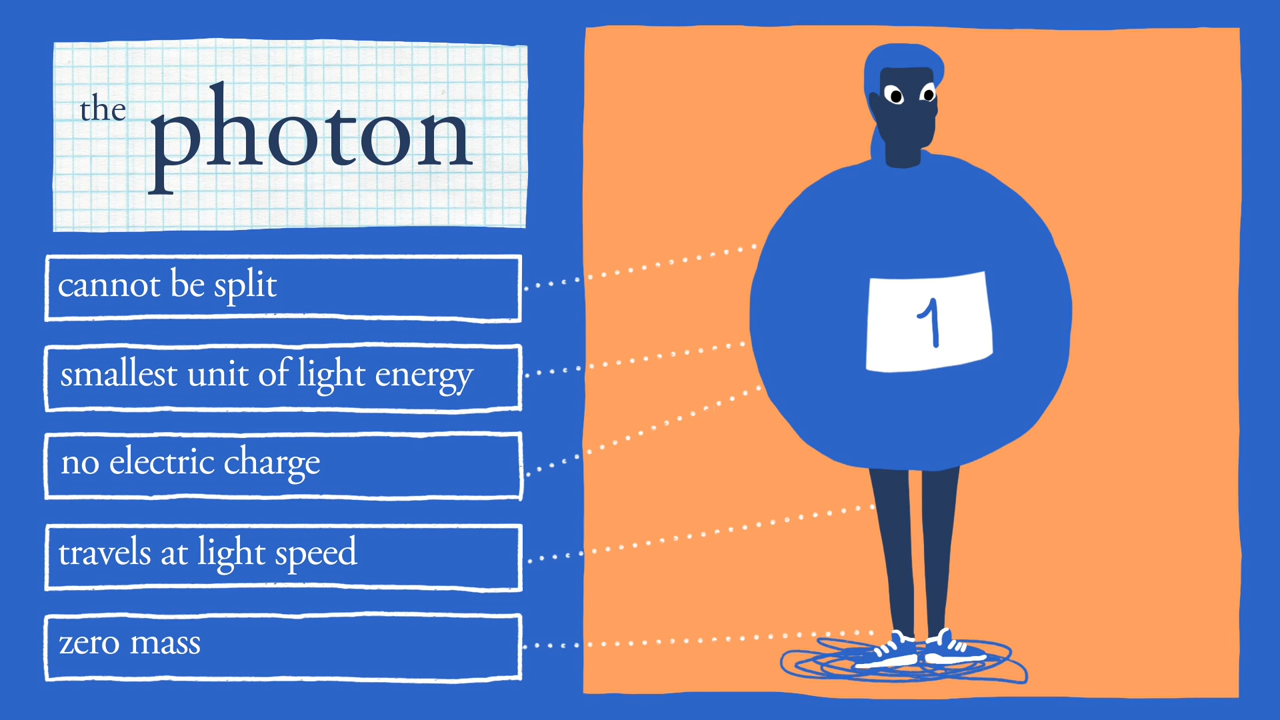 the photon
cannot be split
smallest unit of light energy
no electric charge
travels at light speed
zero mass
1